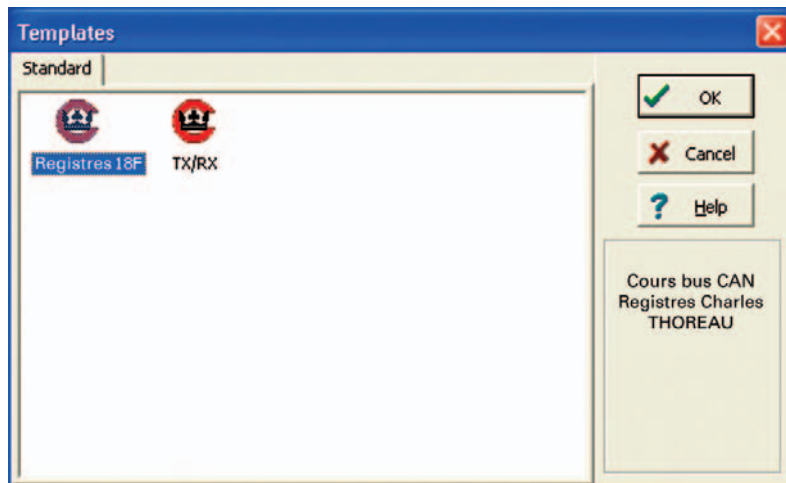 Templates
Standard
Registres 18F
TX/RX
OK
Cancel
Help
Cours bus CAN
Registres Charles
THOREAU